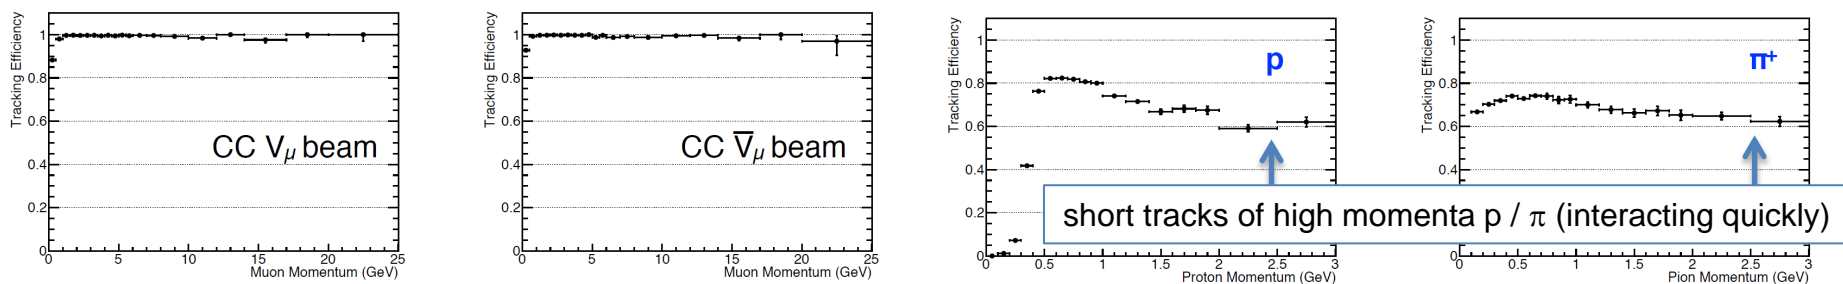 Tracking Efficiency
1
0.8
0.6
0.4
0.2
0
CC Vμ beam
0 5 10 15 20 25
Muon Momentum (GeV)
Tracking Efficiency
1
0.8
0.6
0.4
0.2
0
CC V̅μ beam
0 5 10 15 20 25
Muon Momentum (GeV)
Tracking Efficiency
1
0.8
0.6
0.4
0.2
0
p
0 0.5 1 1.5 2 2.5 3
Proton Momentum (GeV)
Tracking Efficiency
1
0.8
0.6
0.4
0
π+
0 0.5 1 1.5 2 2.5 3
Pion Momentum (GeV)
short tracks of high momenta p / π (interacting quickly)